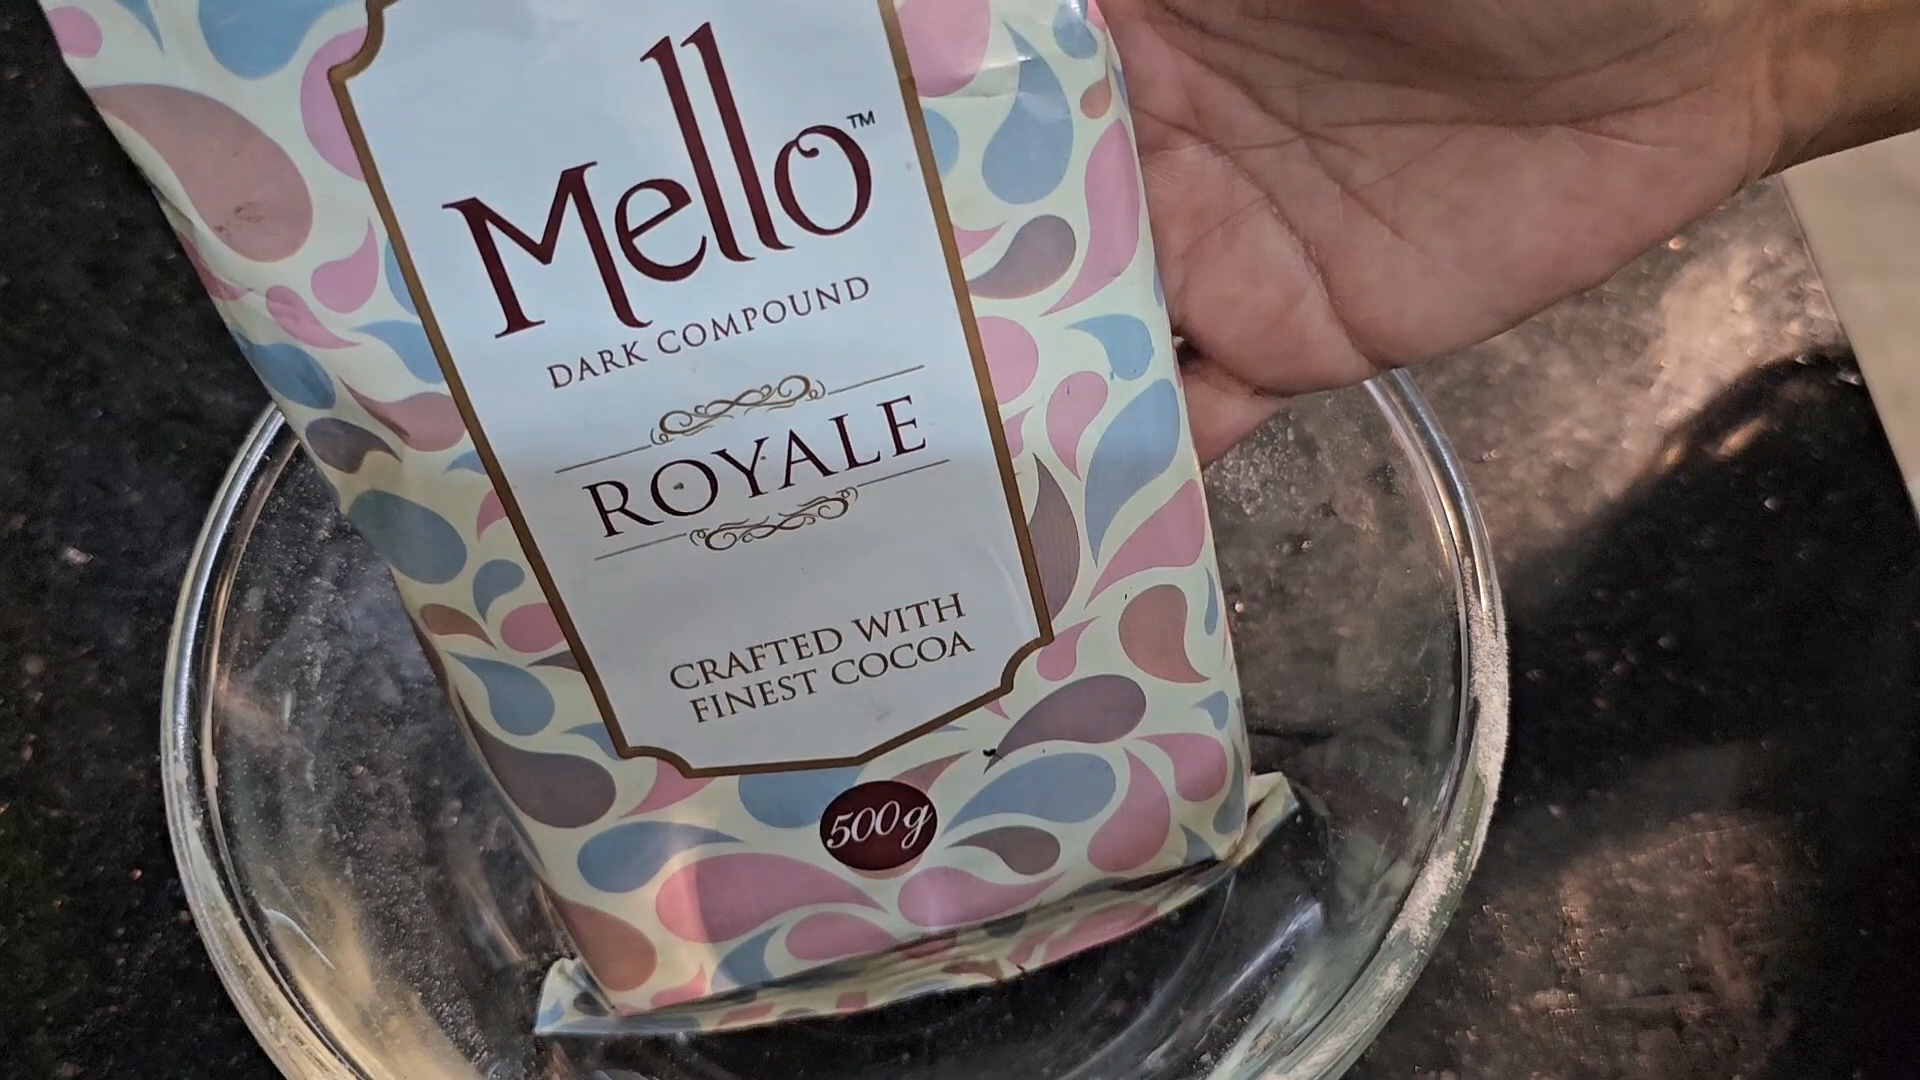 Mello™
DARK COMPOUND
ROYALE
CRAFTED WITH
FINEST COCOA
500g